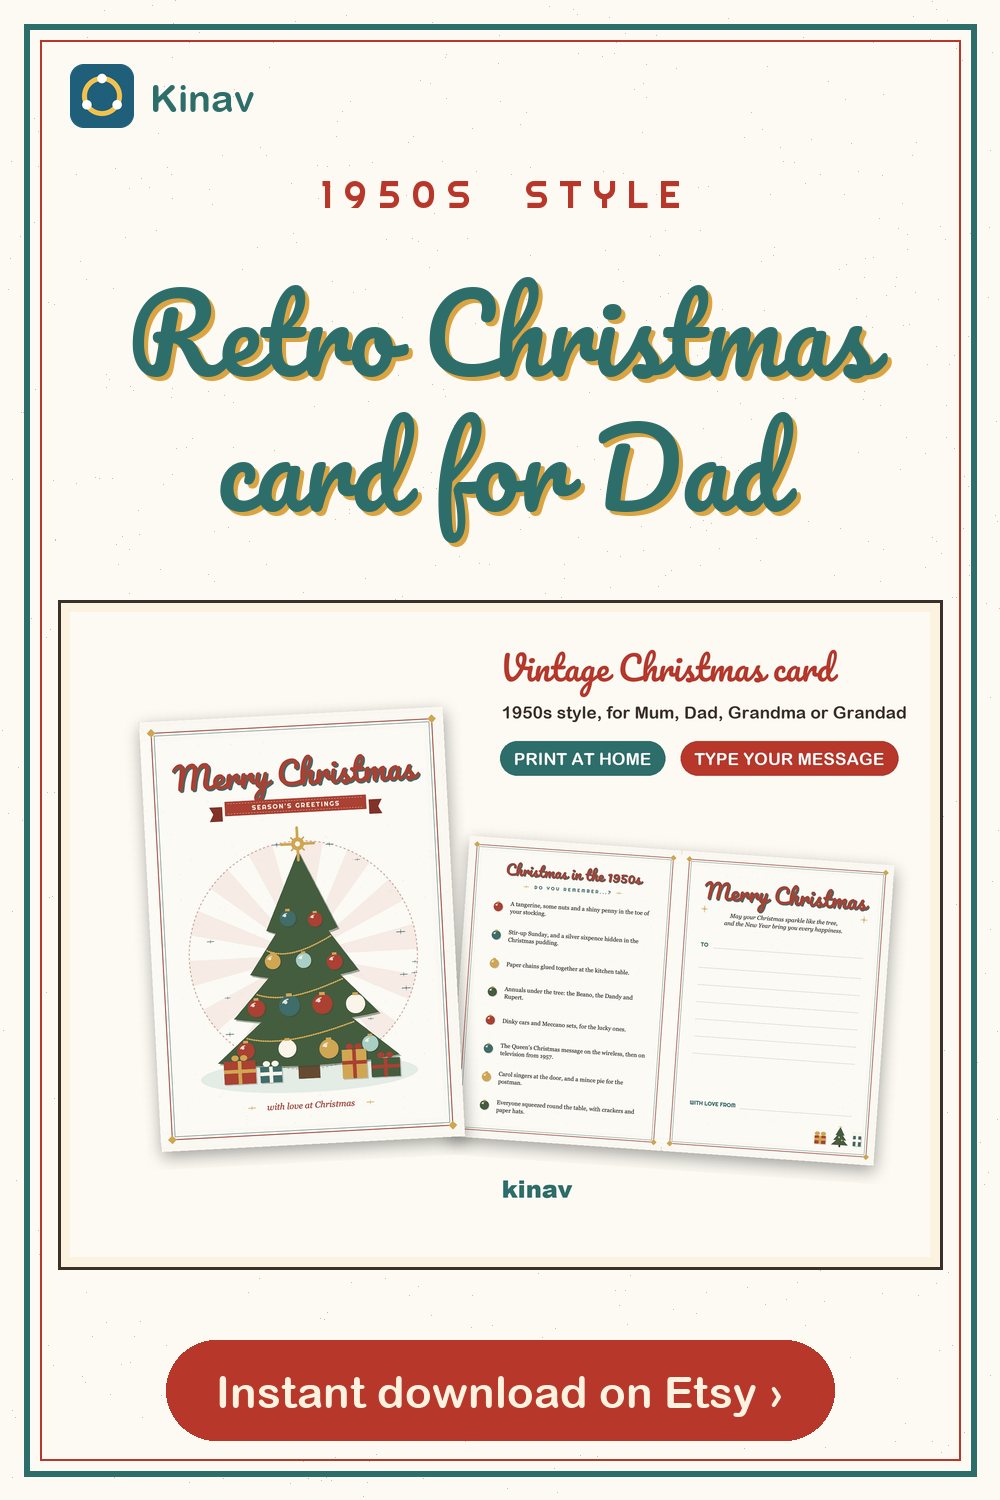 Kinav
1950S STYLE
Retro Christmas
card for Dad
Vintage Christmas card
1950s style, for Mum, Dad, Grandma or Grandad
PRINT AT HOME
TYPE YOUR MESSAGE
Merry Christmas
SEASON'S GREETINGS
with love at Christmas
Christmas in the 1950s
DO YOU REMEMBER...?
A tangerine, some nuts and a shiny penny in the toe of
your stocking.
Stir-up Sunday, and a silver sixpence hidden in the
Christmas pudding.
Paper chains glued together at the kitchen table.
Annuals under the tree: the Beano, the Dandy and
Rupert.
Dinky cars and Meccano sets, for the lucky ones.
The Queen's Christmas message on the wireless, then on
television from 1957.
Carol singers at the door, and a mince pie for the
postman.
Everyone squeezed round the table, with crackers and
paper hats.
Merry Christmas
May your Christmas sparkle like the tree,
and the New Year bring you every happiness.
TO
WITH LOVE FROM
kinav
Instant download on Etsy ›